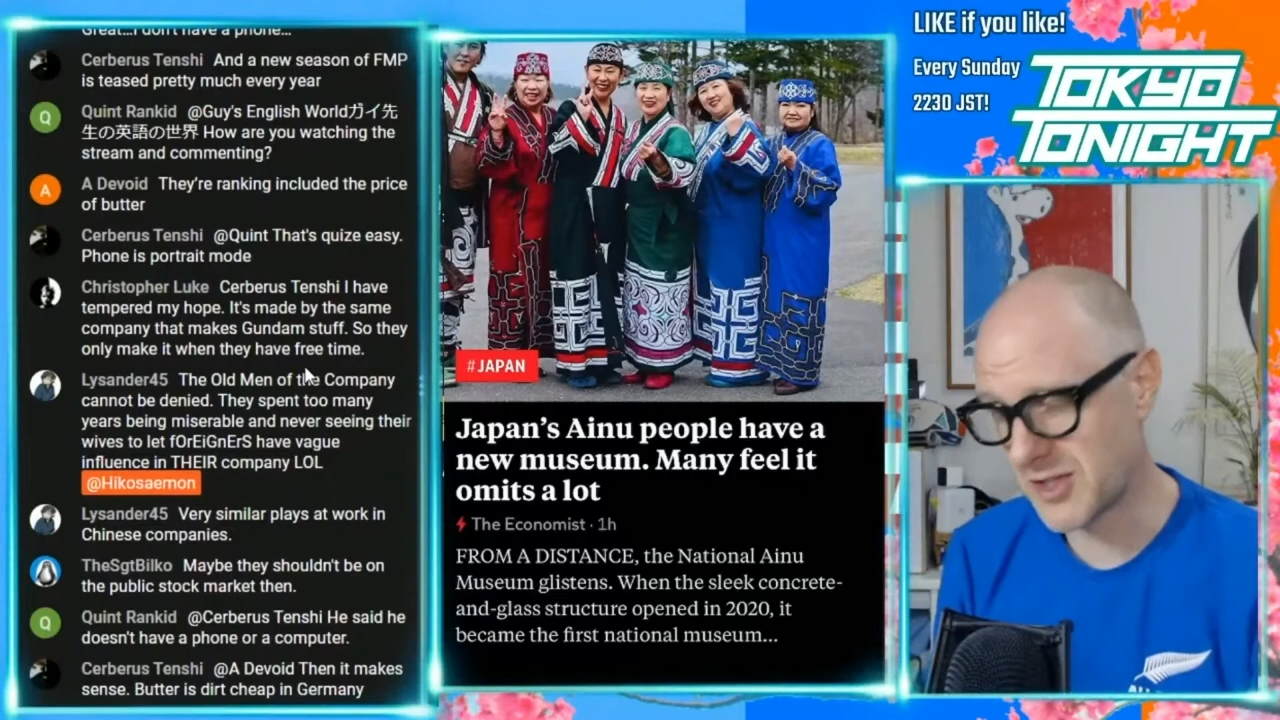 Great...I don't have a phone...
Cerberus Tenshi And a new season of FMP
is teased pretty much every year
Q
Quint Rankid @Guy's English Worldガイ先
生の英語の世界 How are you watching the
stream and commenting?
A
A Devoid They're ranking included the price
of butter
Cerberus Tenshi @Quint That's quize easy.
Phone is portrait mode
Christopher Luke Cerberus Tenshi I have
tempered my hope. It's made by the same
company that makes Gundam stuff. So they
only make it when they have free time.
Lysander45 The Old Men of the Company
cannot be denied. They spent too many
years being miserable and never seeing their
wives to let fOrEiGnErS have vague
influence in THEIR company LOL
@Hikosaemon
Lysander45 Very similar plays at work in
Chinese companies.
TheSgtBilko Maybe they shouldn't be on
the public stock market then.
Q
Quint Rankid @Cerberus Tenshi He said he
doesn't have a phone or a computer.
Cerberus Tenshi @A Devoid Then it makes
sense. Butter is dirt cheap in Germany
#JAPAN
Japan's Ainu people have a
new museum. Many feel it
omits a lot
The Economist · 1h
FROM A DISTANCE, the National Ainu
Museum glistens. When the sleek concrete-
and-glass structure opened in 2020, it
became the first national museum...
LIKE if you like!
Every Sunday
2230 JST!
TOKYO
TONIGHT